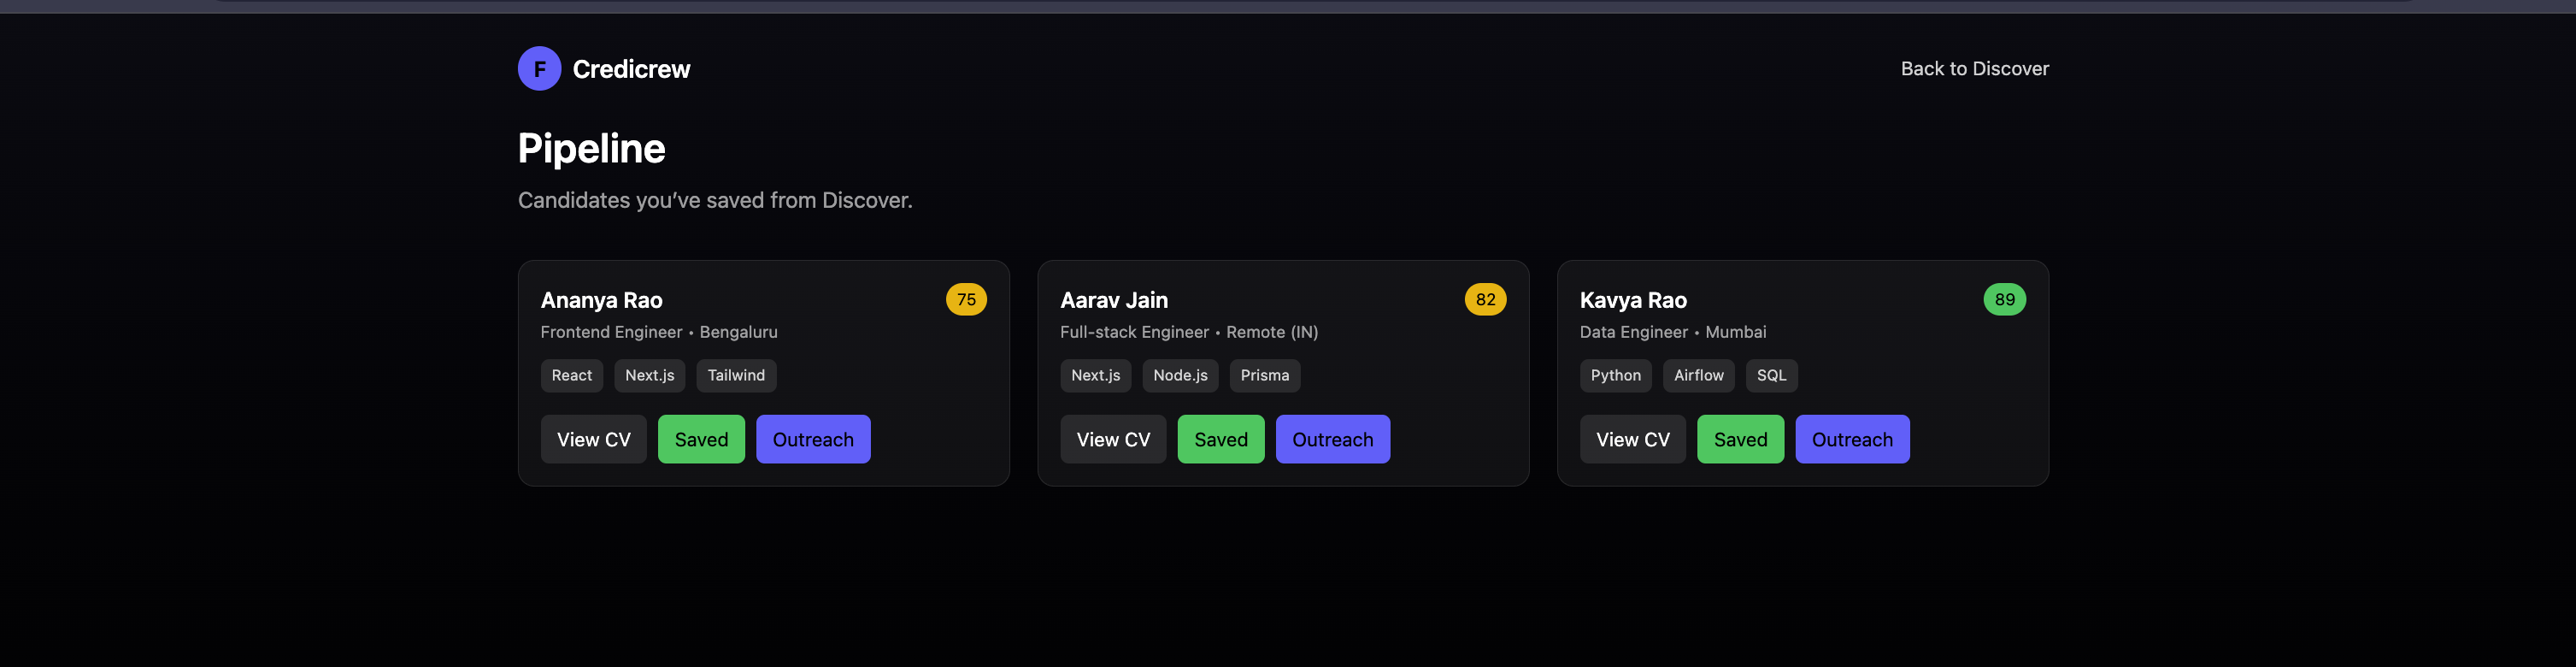 F Credicrew
Back to Discover
Pipeline
Candidates you’ve saved from Discover.
Ananya Rao
75
Frontend Engineer • Bengaluru
React Next.js Tailwind
View CV Saved Outreach
Aarav Jain
82
Full-stack Engineer • Remote (IN)
Next.js Node.js Prisma
View CV Saved Outreach
Kavya Rao
89
Data Engineer • Mumbai
Python Airflow SQL
View CV Saved Outreach